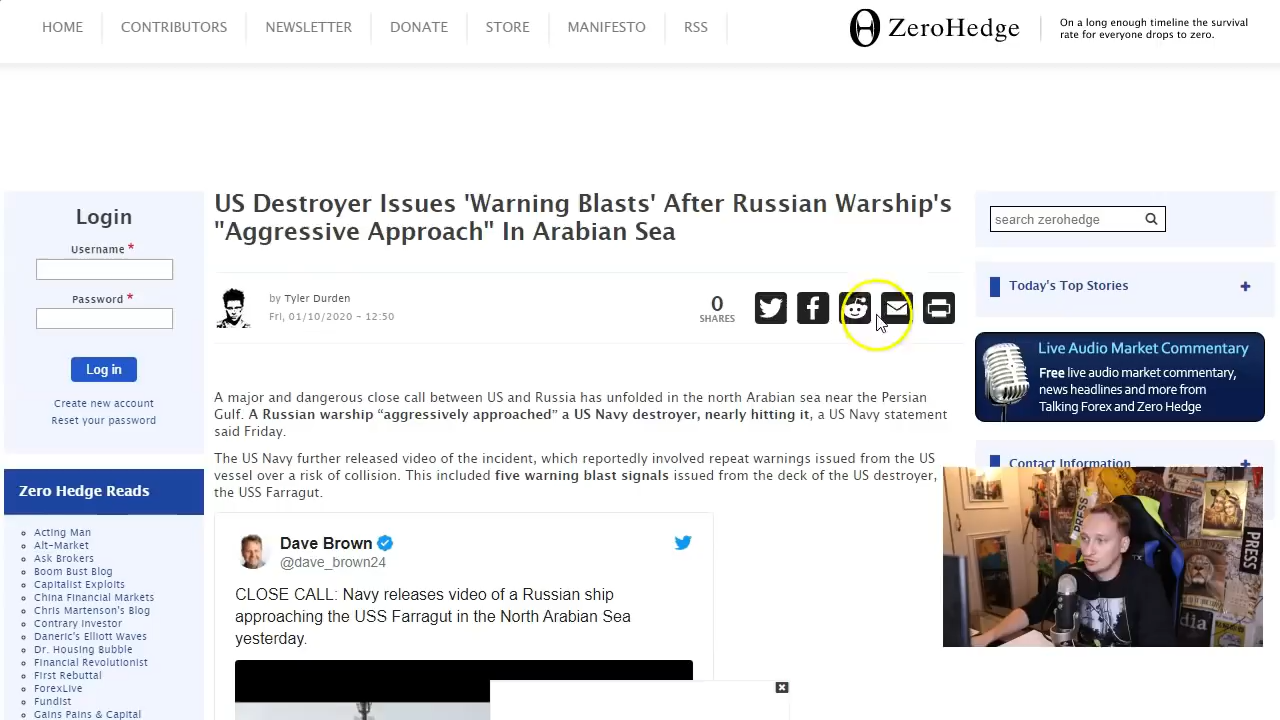 HOME
CONTRIBUTORS
NEWSLETTER
DONATE
STORE
MANIFESTO
RSS
ZeroHedge
On a long enough timeline the survival
rate for everyone drops to zero.
Login
Username *
Password *
Log in
Create new account
Reset your password
Zero Hedge Reads
Acting Man
Alt-Market
Ask Brokers
Boom Bust Blog
Capitalist Exploits
China Financial Markets
Chris Martenson's Blog
Contrary Investor
Daneric's Elliott Waves
Dr. Housing Bubble
Financial Revolutionist
First Rebuttal
ForexLive
Fundist
Gains Pains & Capital
US Destroyer Issues 'Warning Blasts' After Russian Warship's
"Aggressive Approach" In Arabian Sea
by Tyler Durden
Fri, 01/10/2020 - 12:50
0
SHARES
A major and dangerous close call between US and Russia has unfolded in the north Arabian sea near the Persian
Gulf. A Russian warship “aggressively approached” a US Navy destroyer, nearly hitting it, a US Navy statement
said Friday.
The US Navy further released video of the incident, which reportedly involved repeat warnings issued from the US
vessel over a risk of collision. This included five warning blast signals issued from the deck of the US destroyer,
the USS Farragut.
Dave Brown
@dave_brown24
CLOSE CALL: Navy releases video of a Russian ship
approaching the USS Farragut in the North Arabian Sea
yesterday.
search zerohedge
Today's Top Stories
+
Live Audio Market Commentary
Free live audio market commentary,
news headlines and more from
Talking Forex and Zero Hedge
Contact Information
+
PRESS
PRESS